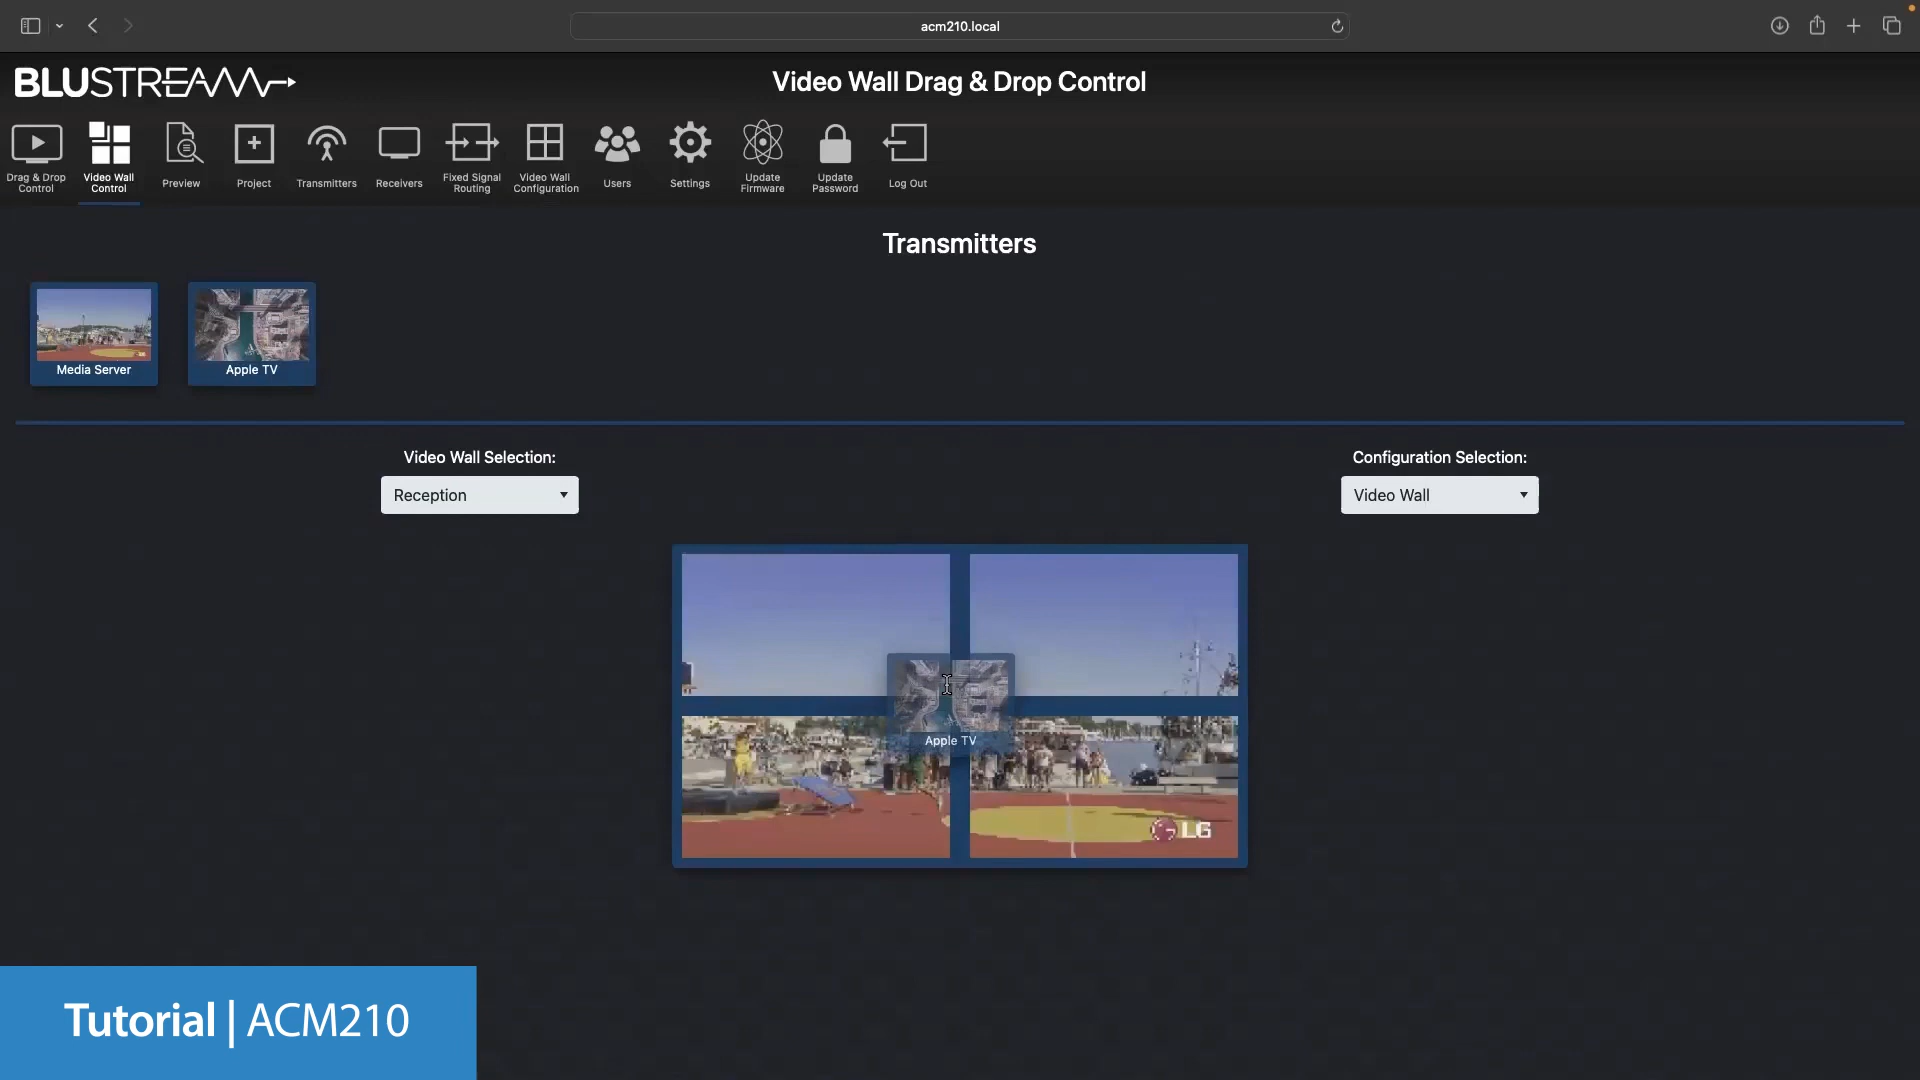 acm210.local
BLUSTREAM
Video Wall Drag & Drop Control
Drag & Drop
Control
Video Wall
Control
Preview
Project
Transmitters
Receivers
Fixed Signal
Routing
Video Wall
Configuration
Users
Settings
Update
Firmware
Update
Password
Log Out
Transmitters
Media Server
Apple TV
Video Wall Selection:
Reception
Configuration Selection:
Video Wall
Apple TV
LG
Tutorial | ACM210